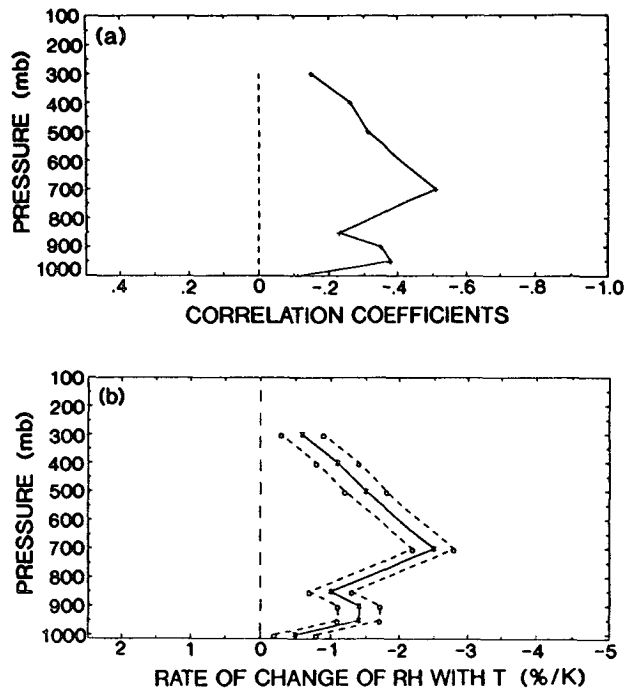 (a)
PRESSURE (mb)
100
200
300
400
500
600
700
800
900
1000
.4 .2 0 -.2 -.4 -.6 -.8 -1.0
CORRELATION COEFFICIENTS
(b)
PRESSURE (mb)
100
200
300
400
500
600
700
800
900
1000
2 1 0 -1 -2 -3 -4 -5
RATE OF CHANGE OF RH WITH T (%/K)